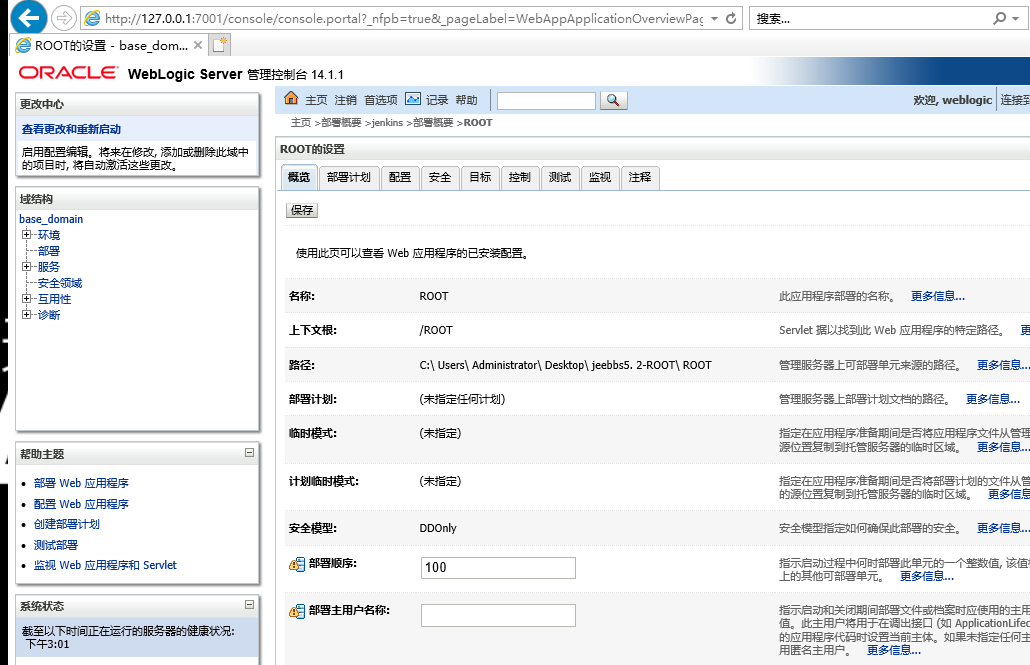 http://127.0.0.1:7001/console/console.portal?_nfpb=true&_pageLabel=WebAppApplicationOverviewPag
搜索...
ROOT的设置 - base_dom...
ORACLE WebLogic Server 管理控制台 14.1.1
更改中心
查看更改和重新启动
启用配置编辑。将来在修改, 添加或删除此域中
的项目时, 将自动激活这些更改。
域结构
base_domain
环境
部署
服务
安全领域
互用性
诊断
帮助主题
部署 Web 应用程序
配置 Web 应用程序
创建部署计划
测试部署
监视 Web 应用程序和 Servlet
系统状态
截至以下时间正在运行的服务器的健康状况:
下午3:01
主页 注销 首选项 记录 帮助
欢迎, weblogic 连接到
主页 >部署概要 >jenkins >部署概要 >ROOT
ROOT的设置
概览 部署计划 配置 安全 目标 控制 测试 监视 注释
保存
使用此页可以查看 Web 应用程序的已安装配置。
名称: ROOT 此应用程序部署的名称。 更多信息...
上下文根: /ROOT Servlet 据以找到此 Web 应用程序的特定路径。 更
路径: C:\ Users\ Administrator\ Desktop\ jeebbs5. 2-ROOT\ ROOT 管理服务器上可部署单元来源的路径。 更多信息...
部署计划: (未指定任何计划) 管理服务器上部署计划文档的路径。 更多信息...
临时模式: (未指定) 指定在应用程序准备期间是否将应用程序文件从管理
源位置复制到托管服务器的临时区域。 更多信息...
计划临时模式: (未指定) 指定在应用程序准备期间是否将部署计划的文件从管
的源位置复制到托管服务器的临时区域。 更多信息
安全模型: DDOnly 安全模型指定如何确保此部署的安全。 更多信息...
部署顺序: 100 指示启动过程中何时部署此单元的一个整数值, 该值相
上的其他可部署单元。 更多信息...
部署主用户名称: 指示启动和关闭期间部署文件或档案时应使用的主用
值。此主用户将用于在调出接口 (如 ApplicationLifec
的应用程序代码时设置当前主体。如果未指定任何主
用匿名主用户。 更多信息...